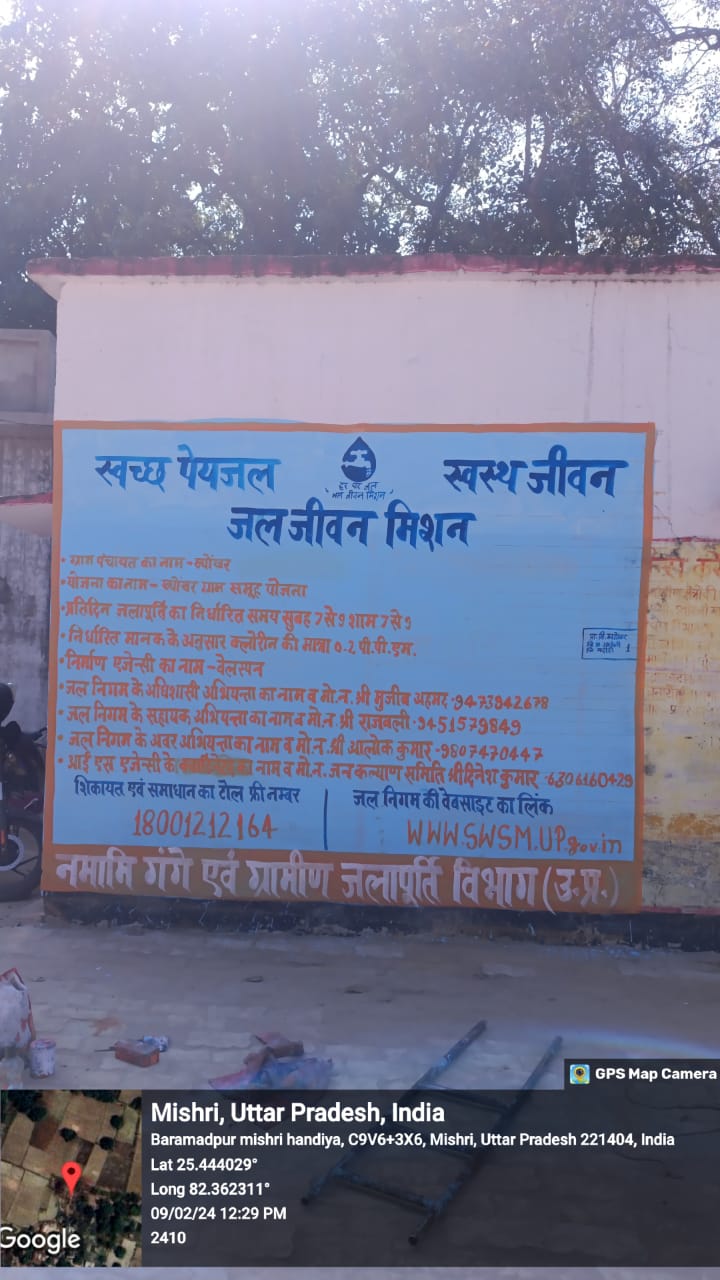 स्वच्छ पेयजल
स्वस्थ जीवन
हर घर जल
जल जीवन मिशन
जल जीवन मिशन
• ग्राम पंचायत का नाम -
• योजना का नाम - ग्राम समूह योजना
• प्रतिदिन जलापूर्ति का निर्धारित समय सुबह 7 से 9 शाम 7 से 9
• निर्धारित मानक के अनुसार क्लोरीन की मात्रा 0.2 पी.पी.इम.
• निर्माण एजेन्सी का नाम - वेलस्पन
• जल निगम के अधिशासी अभियन्ता का नाम व मो.न. श्री मुजीब अहमद - 9473942678
• जल निगम के सहायक अभियन्ता का नाम व मो.न. श्री राजबली - 9451579849
• जल निगम के अवर अभियन्ता का नाम व मो.न. श्री आलोक कुमार - 9807470447
• आई एस एजेन्सी के का नाम व मो.न. जन कल्याण समिति श्री दिनेश कुमार - 6306160429
शिकायत एवं समाधान का टोल फ्री नम्बर
18001212164
जल निगम की वेबसाइट का लिंक
WWW.SWSM.UP.gov.in
नमामि गंगे एवं ग्रामीण जलापूर्ति विभाग (उ.प्र.)
GPS Map Camera
Mishri, Uttar Pradesh, India
Baramadpur mishri handiya, C9V6+3X6, Mishri, Uttar Pradesh 221404, India
Lat 25.444029°
Long 82.362311°
09/02/24 12:29 PM
2410
Google